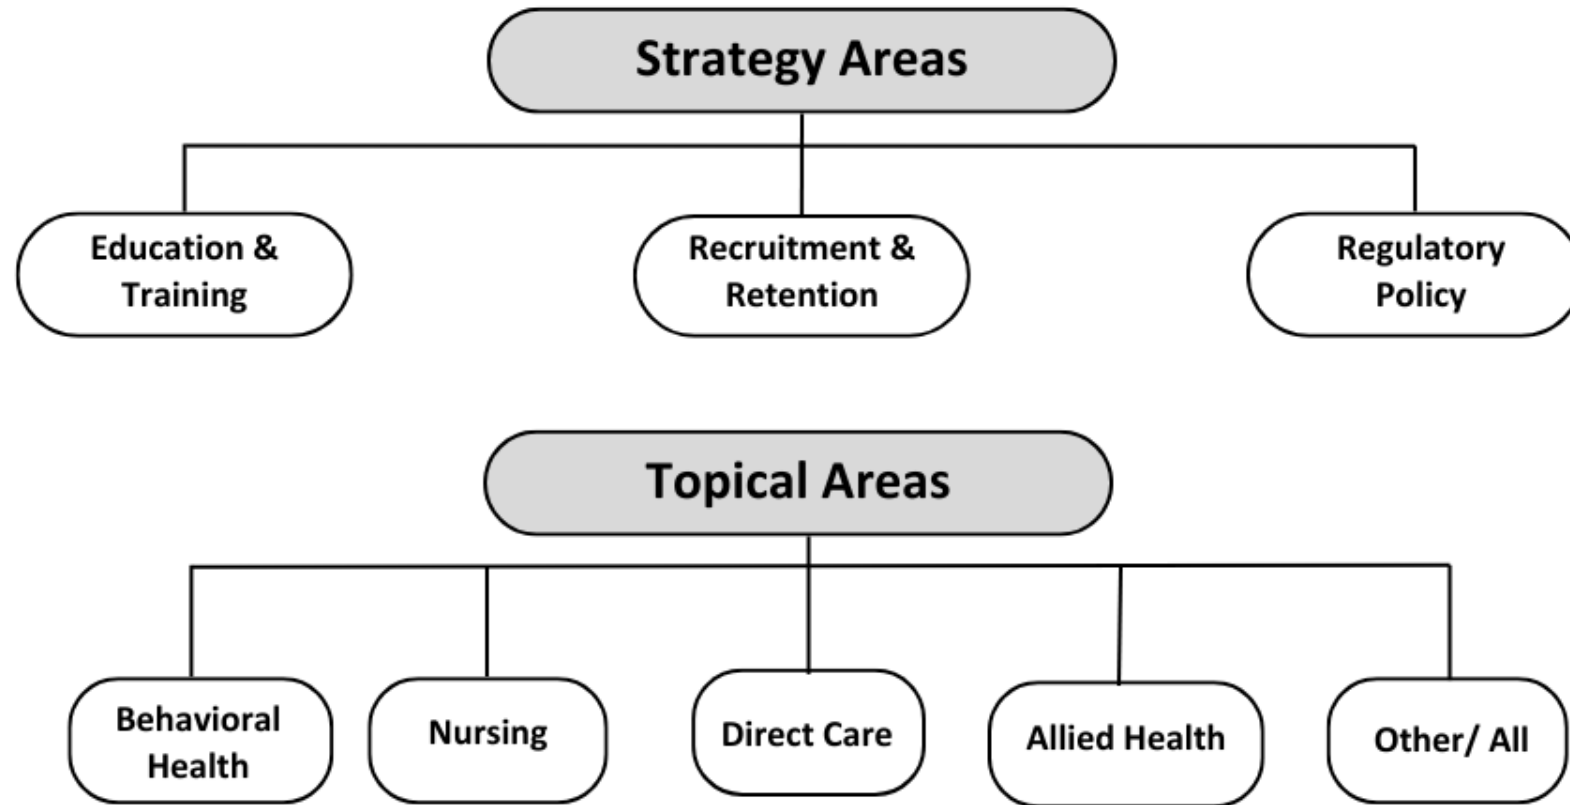 Strategy Areas
Education &
Training
Recruitment &
Retention
Regulatory
Policy
Topical Areas
Behavioral
Health
Nursing
Direct Care
Allied Health
Other/ All